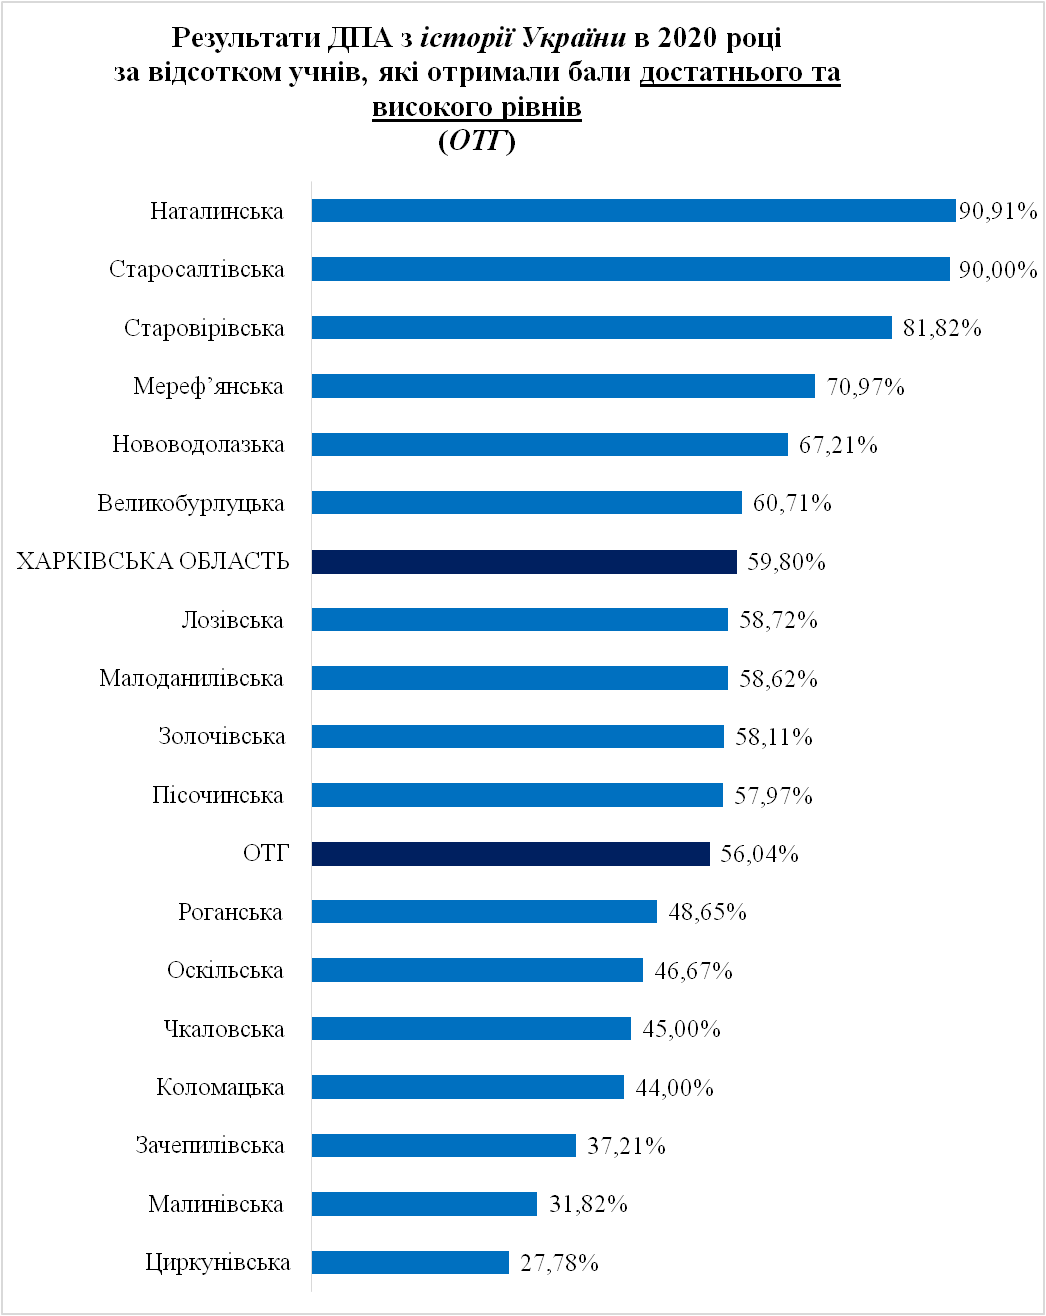 Результати ДПА з історії України в 2020 році
за відсотком учнів, які отримали бали достатнього та
високого рівнів
(ОТГ)
Наталинська 90,91%
Старосалтівська 90,00%
Старовірівська 81,82%
Мереф’янська 70,97%
Нововодолазька 67,21%
Великобурлуцька 60,71%
ХАРКІВСЬКА ОБЛАСТЬ 59,80%
Лозівська 58,72%
Малоданилівська 58,62%
Золочівська 58,11%
Пісочинська 57,97%
ОТГ 56,04%
Роганська 48,65%
Оскільська 46,67%
Чкаловська 45,00%
Коломацька 44,00%
Зачепилівська 37,21%
Малинівська 31,82%
Циркунівська 27,78%